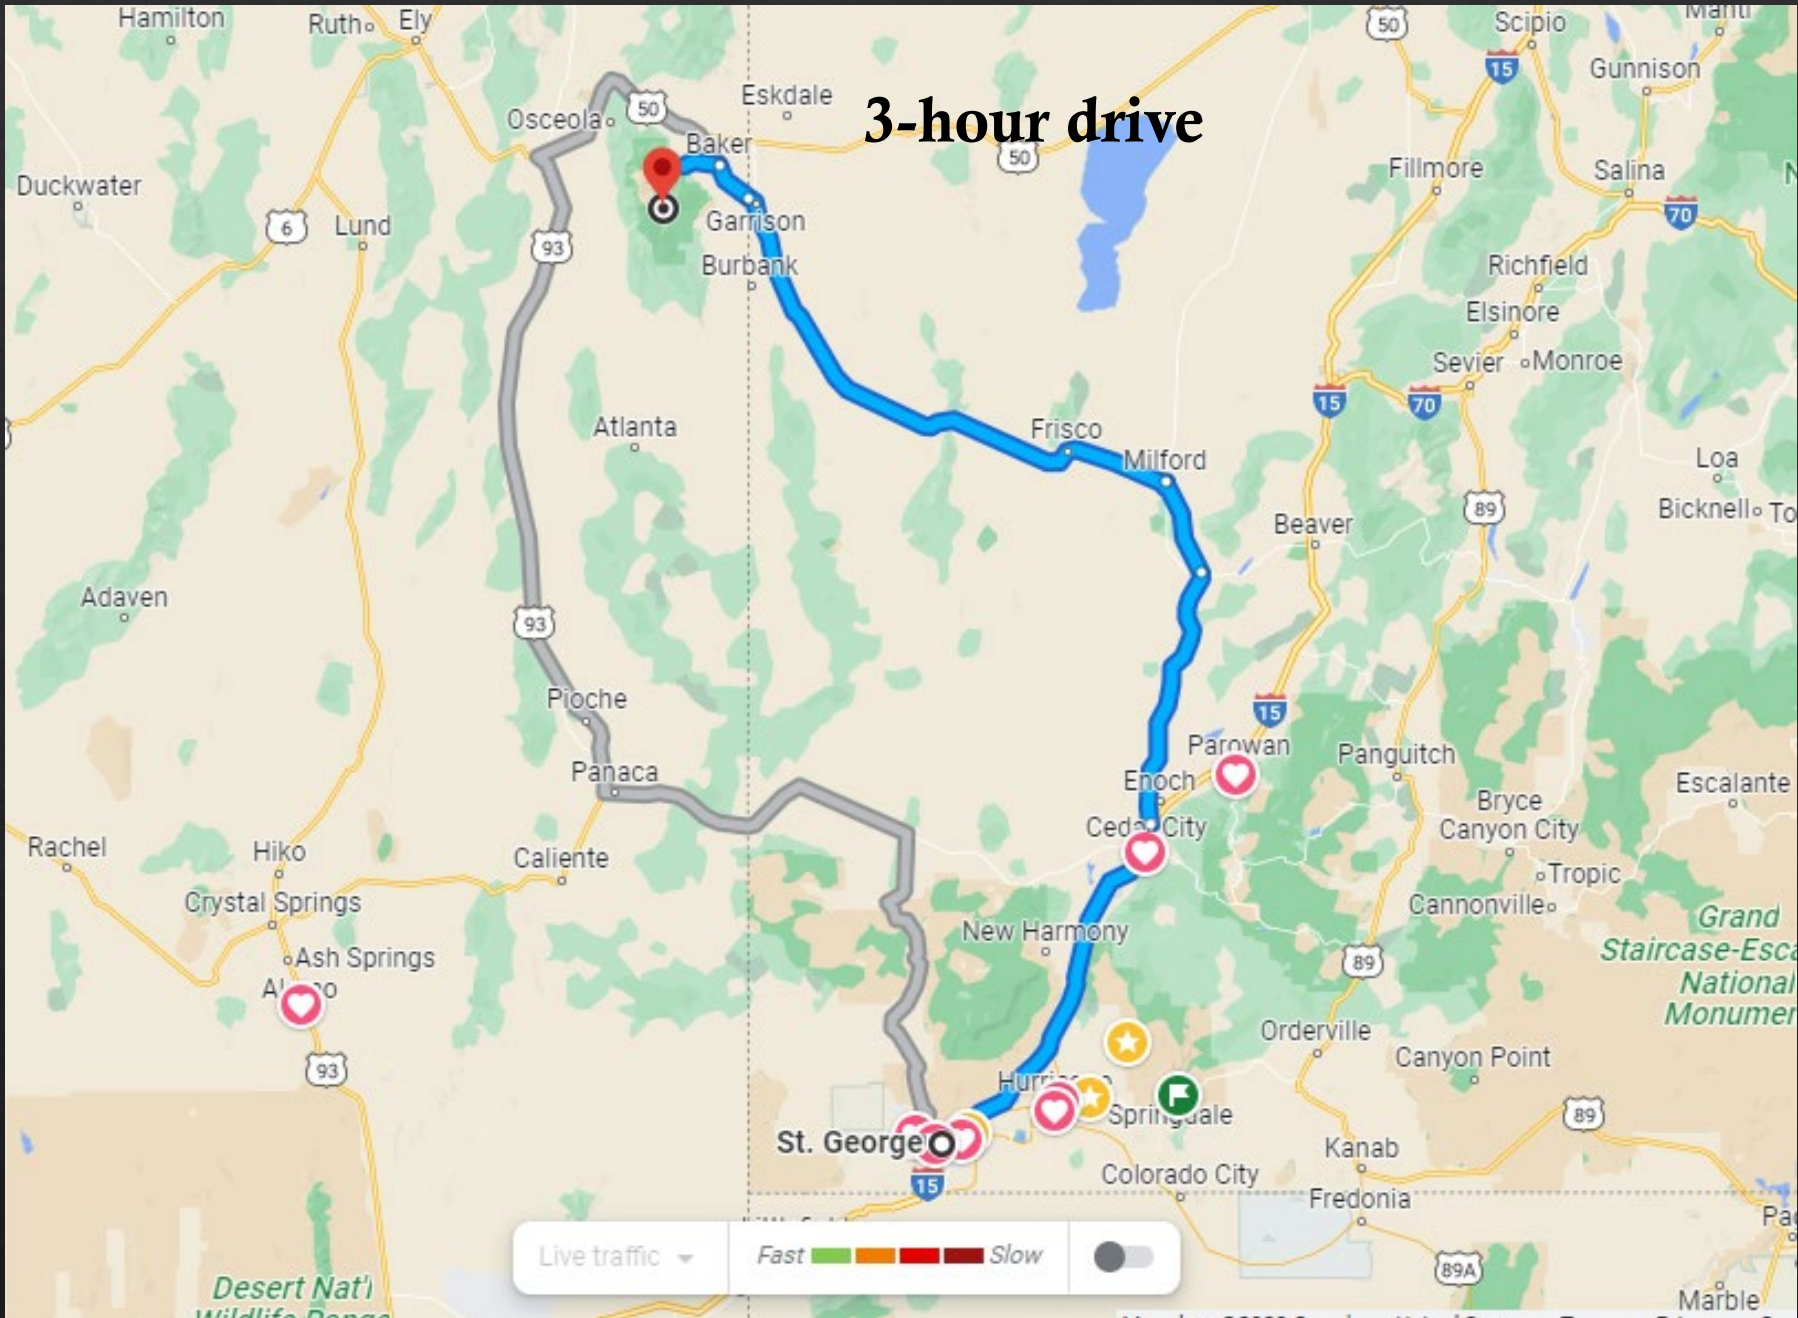 Hamilton
Ruth
Ely
50
Scipio
15
Gunnison
Osceola
50
Eskdale
3-hour drive
Baker
50
Fillmore
Salina
70
Duckwater
6
Lund
93
Garrison
Burbank
Richfield
Elsinore
Sevier
Monroe
15
70
Atlanta
Frisco
Milford
Loa
Bicknell
89
Beaver
Adaven
93
Pioche
15
Parowan
Panguitch
Panaca
Enoch
Escalante
Bryce
Canyon City
Cedar City
Rachel
Hiko
Caliente
Tropic
Cannonville
Crystal Springs
Grand
Staircase-Esca
National
Monumen
New Harmony
89
Ash Springs
Orderville
Canyon Point
93
89
Springdale
St. George
Kanab
15
Colorado City
Fredonia
Live traffic
Fast
Slow
89A
Desert Nat'l
Marble